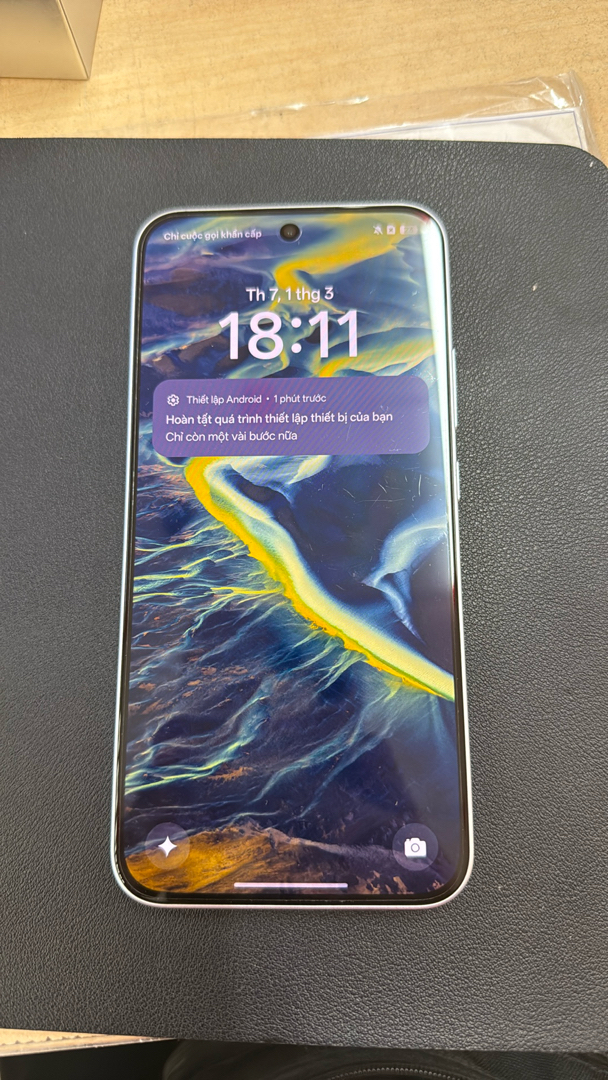 Chỉ cuộc gọi khẩn cấp
Th 7, 1 thg 3
18:11
Thiết lập Android • 1 phút trước
Hoàn tất quá trình thiết lập thiết bị của bạn
Chỉ còn một vài bước nữa